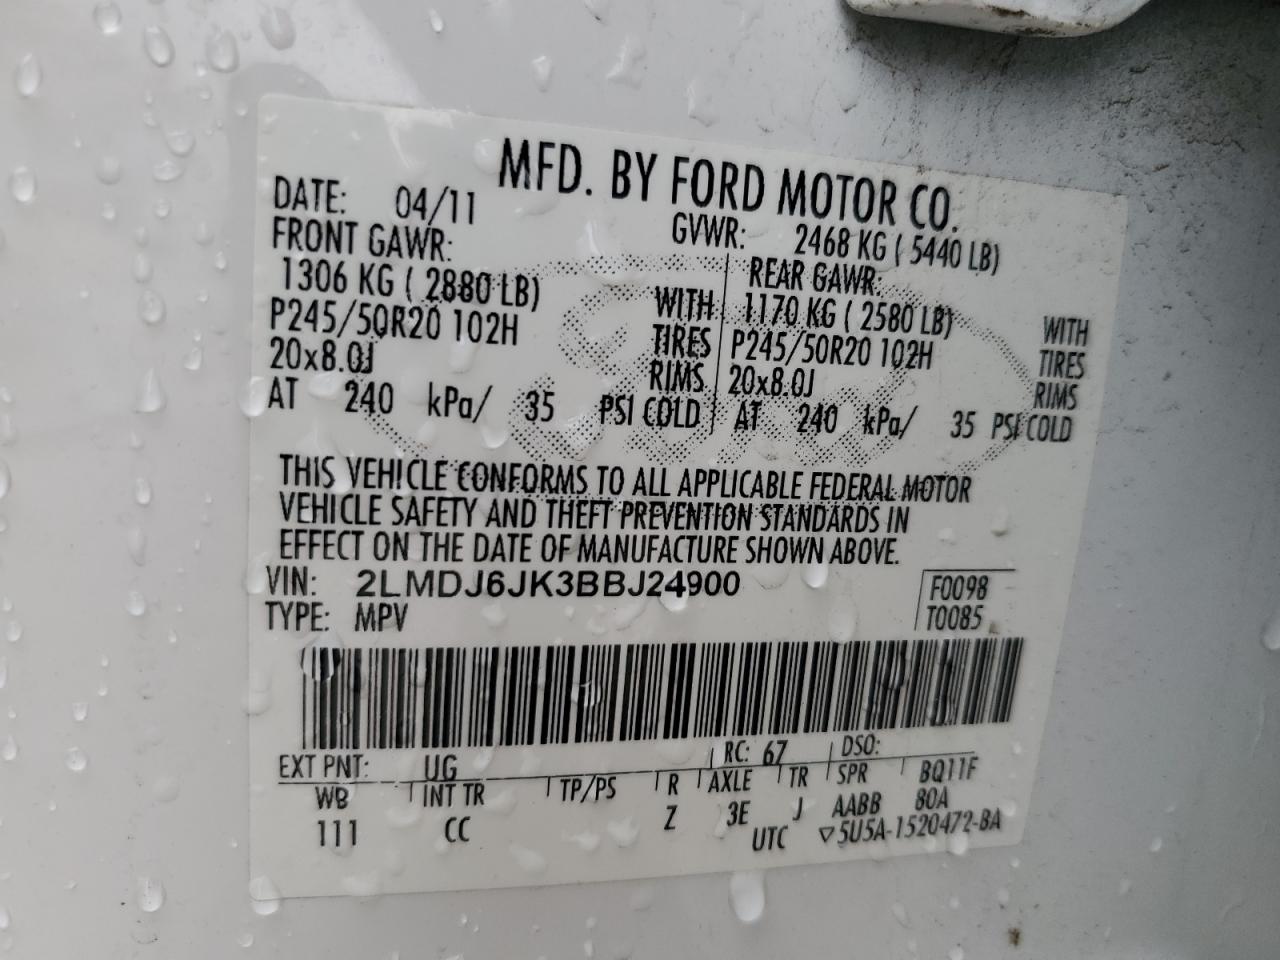 MFD. BY FORD MOTOR CO.
DATE: 04/11 GVWR: 2468 KG ( 5440 LB)
FRONT GAWR: REAR GAWR:
1306 KG ( 2880 LB) WITH 1170 KG ( 2580 LB) WITH
P245/50R20 102H TIRES P245/50R20 102H TIRES
20x8.0J RIMS 20x8.0J RIMS
AT 240 kPa/ 35 PSI COLD AT 240 kPa/ 35 PSI COLD
THIS VEHICLE CONFORMS TO ALL APPLICABLE FEDERAL MOTOR
VEHICLE SAFETY AND THEFT PREVENTION STANDARDS IN
EFFECT ON THE DATE OF MANUFACTURE SHOWN ABOVE.
VIN: 2LMDJ6JK3BBJ24900 F0098
TYPE: MPV T0085
EXT PNT: UG RC: 67 DSO:
WB INT TR TP/PS R AXLE TR SPR BQ11F
111 CC Z 3E J AABB 80A
UTC ▽5U5A-1520472-BA